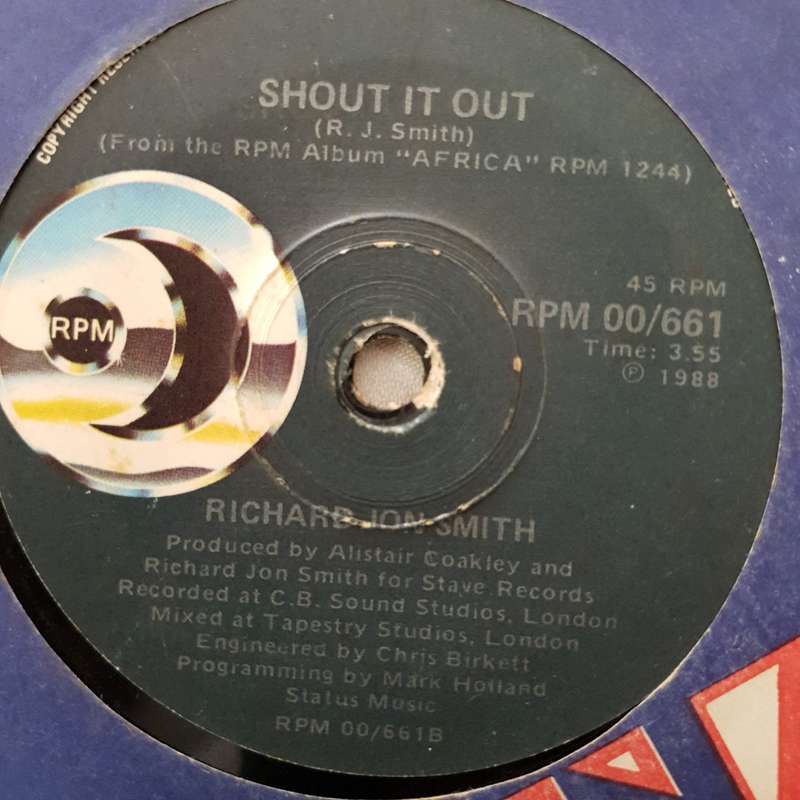 SHOUT IT OUT
(R. J. Smith)
(From the RPM Album "AFRICA" RPM 1244)
COPYRIGHT
RPM
45 RPM
RPM 00/661
Time: 3.55
℗ 1988
RICHARD JON SMITH
Produced by Alistair Coakley and
Richard Jon Smith for Stave Records
Recorded at C.B. Sound Studios, London
Mixed at Tapestry Studios, London
Engineered by Chris Birkett
Programming by Mark Holland
Status Music
RPM 00/661B